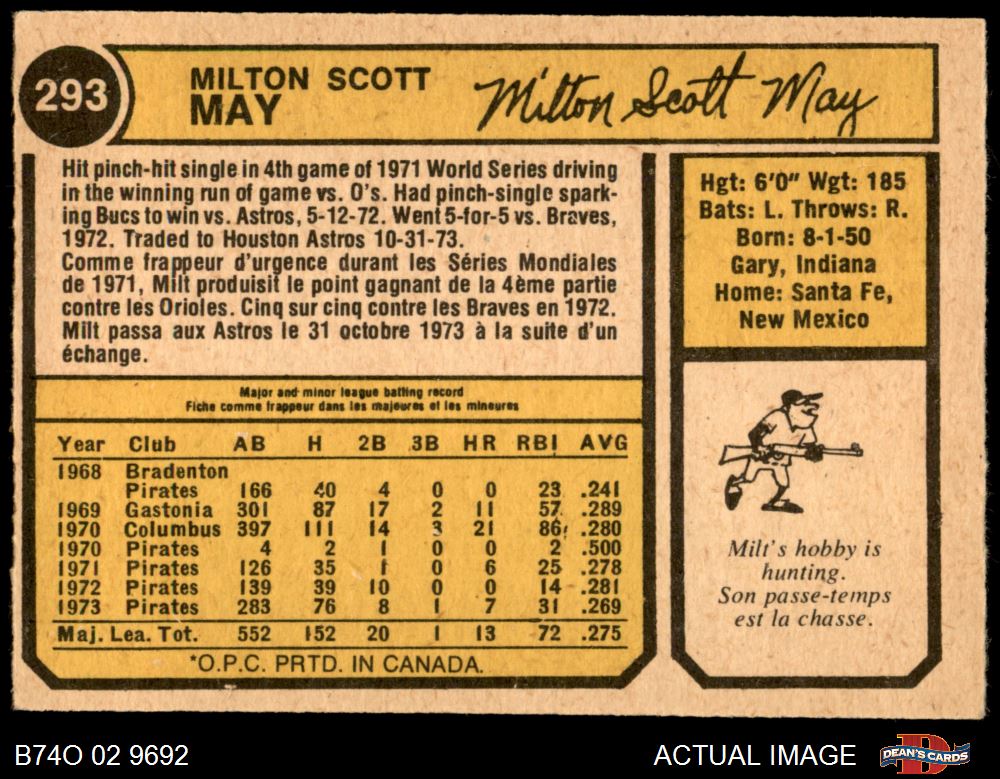 293
MILTON SCOTT
MAY
Milton Scott May
Hit pinch-hit single in 4th game of 1971 World Series driving
in the winning run of game vs. O's. Had pinch-single spark-
ing Bucs to win vs. Astros, 5-12-72. Went 5-for-5 vs. Braves,
1972. Traded to Houston Astros 10-31-73.
Comme frappeur d'urgence durant les Séries Mondiales
de 1971, Milt produisit le point gagnant de la 4ème partie
contre les Orioles. Cinq sur cinq contre les Braves en 1972.
Milt passa aux Astros le 31 octobre 1973 à la suite d'un
échange.
Major and minor league batting record
Fiche comme frappeur dans les majeures et les mineures
Year Club AB H 2B 3B HR RBI AVG
1968 Bradenton
Pirates 166 40 4 0 0 23 .241
1969 Gastonia 301 87 17 2 11 57 .289
1970 Columbus 397 111 14 3 21 86 .280
1970 Pirates 4 2 1 0 0 2 .500
1971 Pirates 126 35 1 0 6 25 .278
1972 Pirates 139 39 10 0 0 14 .281
1973 Pirates 283 76 8 1 7 31 .269
Maj. Lea. Tot. 552 152 20 1 13 72 .275
*O.P.C. PRTD. IN CANADA.
Hgt: 6'0" Wgt: 185
Bats: L. Throws: R.
Born: 8-1-50
Gary, Indiana
Home: Santa Fe,
New Mexico
Milt's hobby is
hunting.
Son passe-temps
est la chasse.
B74O 02 9692
ACTUAL IMAGE
DEAN'S CARDS